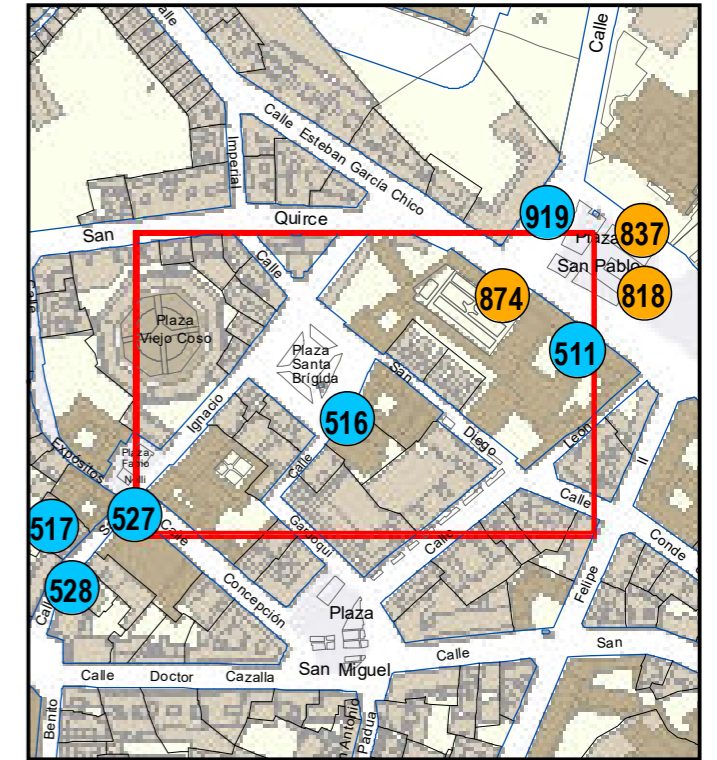 Calle
Calle
Imperial
Calle Esteban García Chico
San
Quirce
919
Plaza
San Pablo
837
818
874
511
Calle
Plaza
Viejo Coso
Plaza
Santa
Brígida
516
San
Diego
León
Calle
Conde
II
Felipe
Ignacio
Calle
Gardoqui
Calle
Expósitos
Plaza
Fabio
Nelli
517
527
528
Calle
Concepción
Plaza
San Miguel
Calle
San
Calle Doctor Cazalla
Benito
San Antonio
Padua